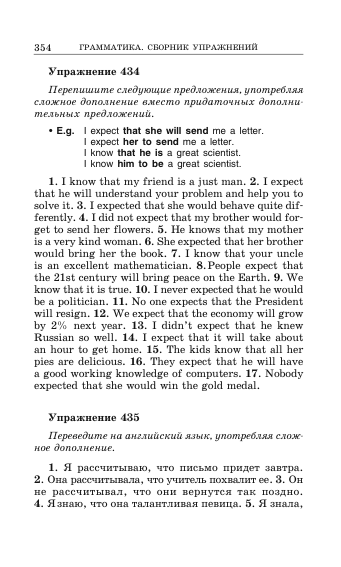 354 ГРАММАТИКА. СБОРНИК УПРАЖНЕНИЙ
Упражнение 434
Перепишите следующие предложения, употребляя
сложное дополнение вместо придаточных дополни-
тельных предложений.
• E.g. I expect that she will send me a letter.
I expect her to send me a letter.
I know that he is a great scientist.
I know him to be a great scientist.
1. I know that my friend is a just man. 2. I expect
that he will understand your problem and help you to
solve it. 3. I expected that she would behave quite dif-
ferently. 4. I did not expect that my brother would for-
get to send her flowers. 5. He knows that my mother
is a very kind woman. 6. She expected that her brother
would bring her the book. 7. I know that your uncle
is an excellent mathematician. 8.People expect that
the 21st century will bring peace on the Earth. 9. We
know that it is true. 10. I never expected that he would
be a politician. 11. No one expects that the President
will resign. 12. We expect that the economy will grow
by 2% next year. 13. I didn't expect that he knew
Russian so well. 14. I expect that it will take about
an hour to get home. 15. The kids know that all her
pies are delicious. 16. They expect that he will have
a good working knowledge of computers. 17. Nobody
expected that she would win the gold medal.
Упражнение 435
Переведите на английский язык, употребляя слож-
ное дополнение.
1. Я рассчитываю, что письмо придет завтра.
2. Она рассчитывала, что учитель похвалит ее. 3. Он
не рассчитывал, что они вернутся так поздно.
4. Я знаю, что она талантливая певица. 5. Я знала,